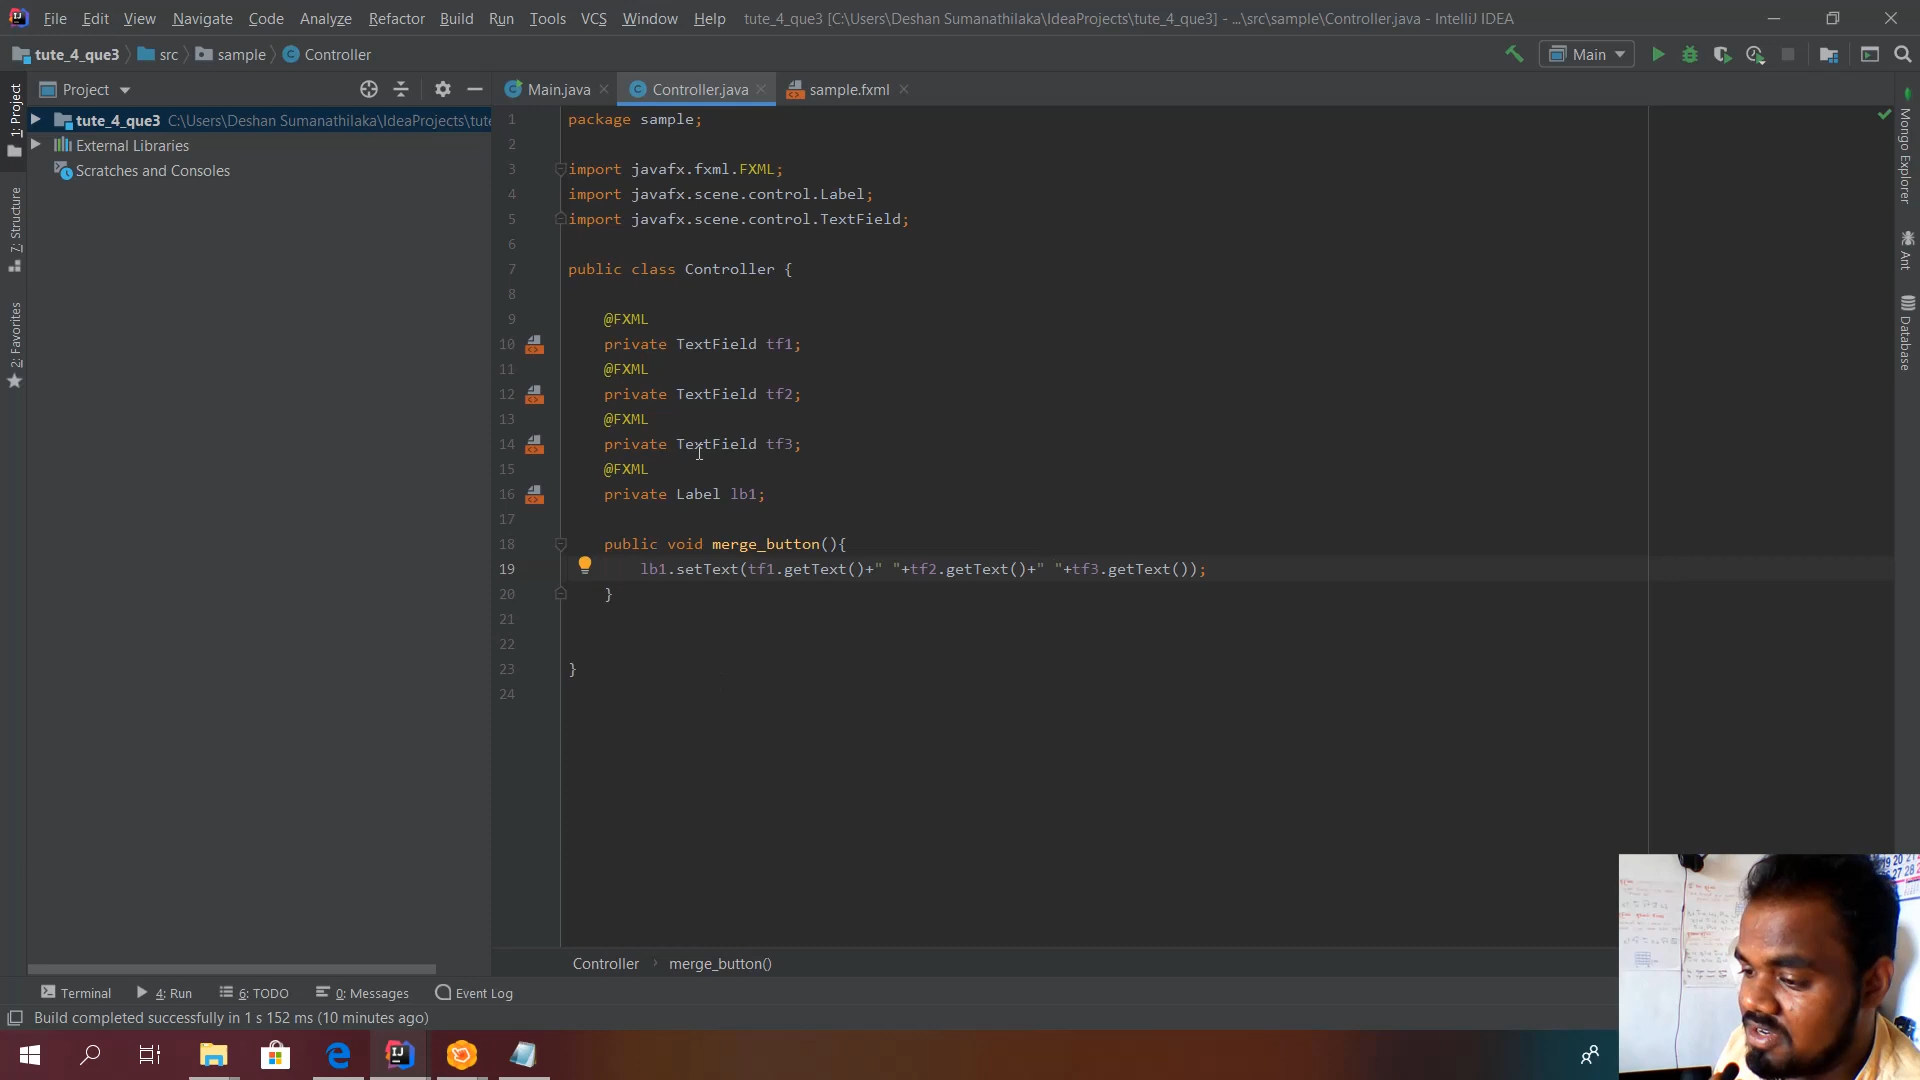 File Edit View Navigate Code Analyze Refactor Build Run Tools VCS Window Help tute_4_que3 [C:\Users\Deshan Sumanathilaka\IdeaProjects\tute_4_que3] - ...\src\sample\Controller.java - IntelliJ IDEA
tute_4_que3 src sample Controller Main
Project Main.java Controller.java sample.fxml
1: Project
7: Structure
2: Favorites
tute_4_que3 C:\Users\Deshan Sumanathilaka\IdeaProjects\tute
External Libraries
Scratches and Consoles
1 package sample;
2
3 import javafx.fxml.FXML;
4 import javafx.scene.control.Label;
5 import javafx.scene.control.TextField;
6
7 public class Controller {
8
9 @FXML
10 private TextField tf1;
11 @FXML
12 private TextField tf2;
13 @FXML
14 private TextField tf3;
15 @FXML
16 private Label lb1;
17
18 public void merge_button(){
19 lb1.setText(tf1.getText()+" "+tf2.getText()+" "+tf3.getText());
20 }
21
22
23 }
24
Mongo Explorer
Ant
Database
Controller merge_button()
Terminal 4: Run 6: TODO 0: Messages Event Log
Build completed successfully in 1 s 152 ms (10 minutes ago)